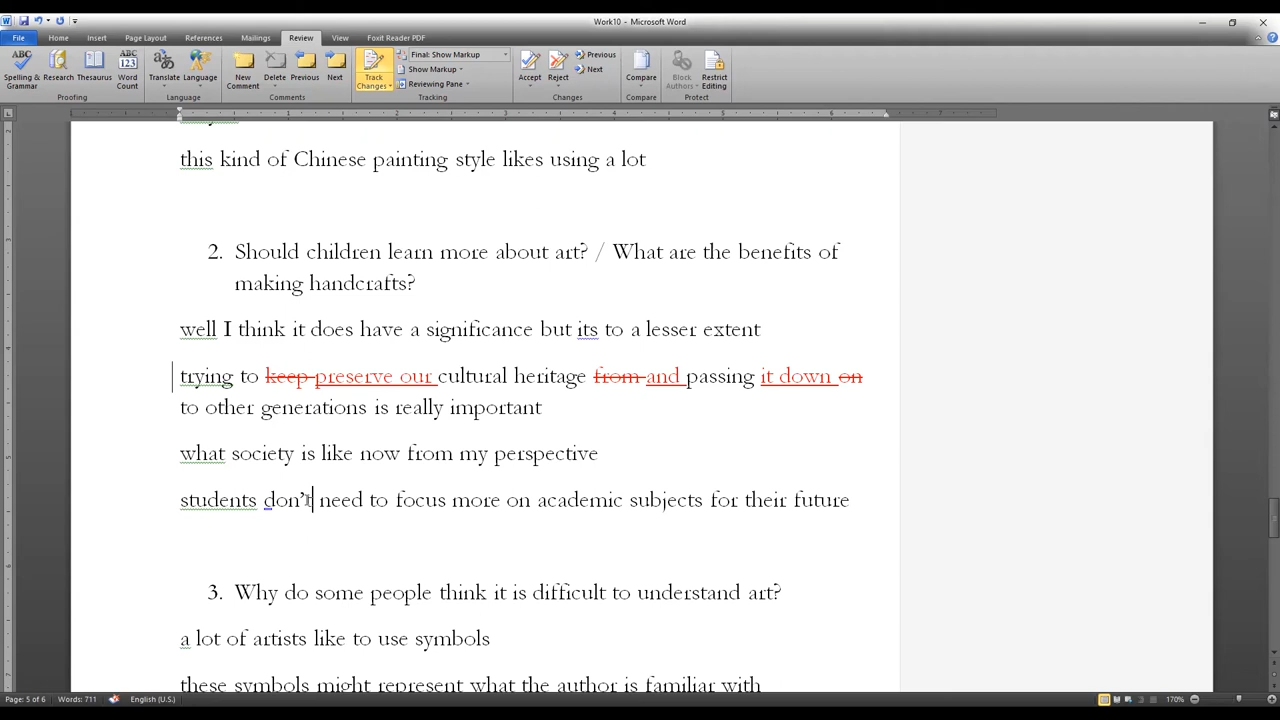 Work10 - Microsoft Word
File Home Insert Page Layout References Mailings Review View Foxit Reader PDF
Spelling & Grammar Research Thesaurus Word Count Translate Language New Comment Delete Previous Next Track Changes Final: Show Markup Show Markup Reviewing Pane Accept Reject Previous Next Compare Block Authors Restrict Editing
Proofing Language Comments Tracking Changes Compare Protect
this kind of Chinese painting style likes using a lot
2. Should children learn more about art? / What are the benefits of
making handcrafts?
well I think it does have a significance but its to a lesser extent
trying to keep preserve our cultural heritage from and passing it down on
to other generations is really important
what society is like now from my perspective
students don't need to focus more on academic subjects for their future
3. Why do some people think it is difficult to understand art?
a lot of artists like to use symbols
these symbols might represent what the author is familiar with
Page: 5 of 6 Words: 711 English (U.S.) 170%